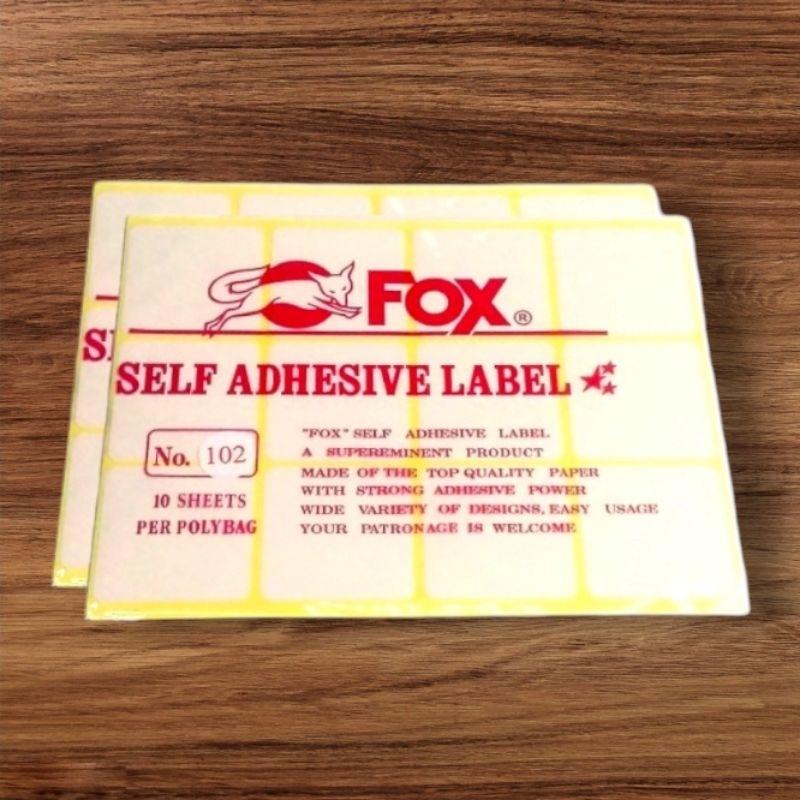 FOX®
SELF ADHESIVE LABEL
No. 102
10 SHEETS
PER POLYBAG
"FOX" SELF ADHESIVE LABEL
A SUPEREMINENT PRODUCT
MADE OF THE TOP QUALITY PAPER
WITH STRONG ADHESIVE POWER
WIDE VARIETY OF DESIGNS, EASY USAGE
YOUR PATRONAGE IS WELCOME
S